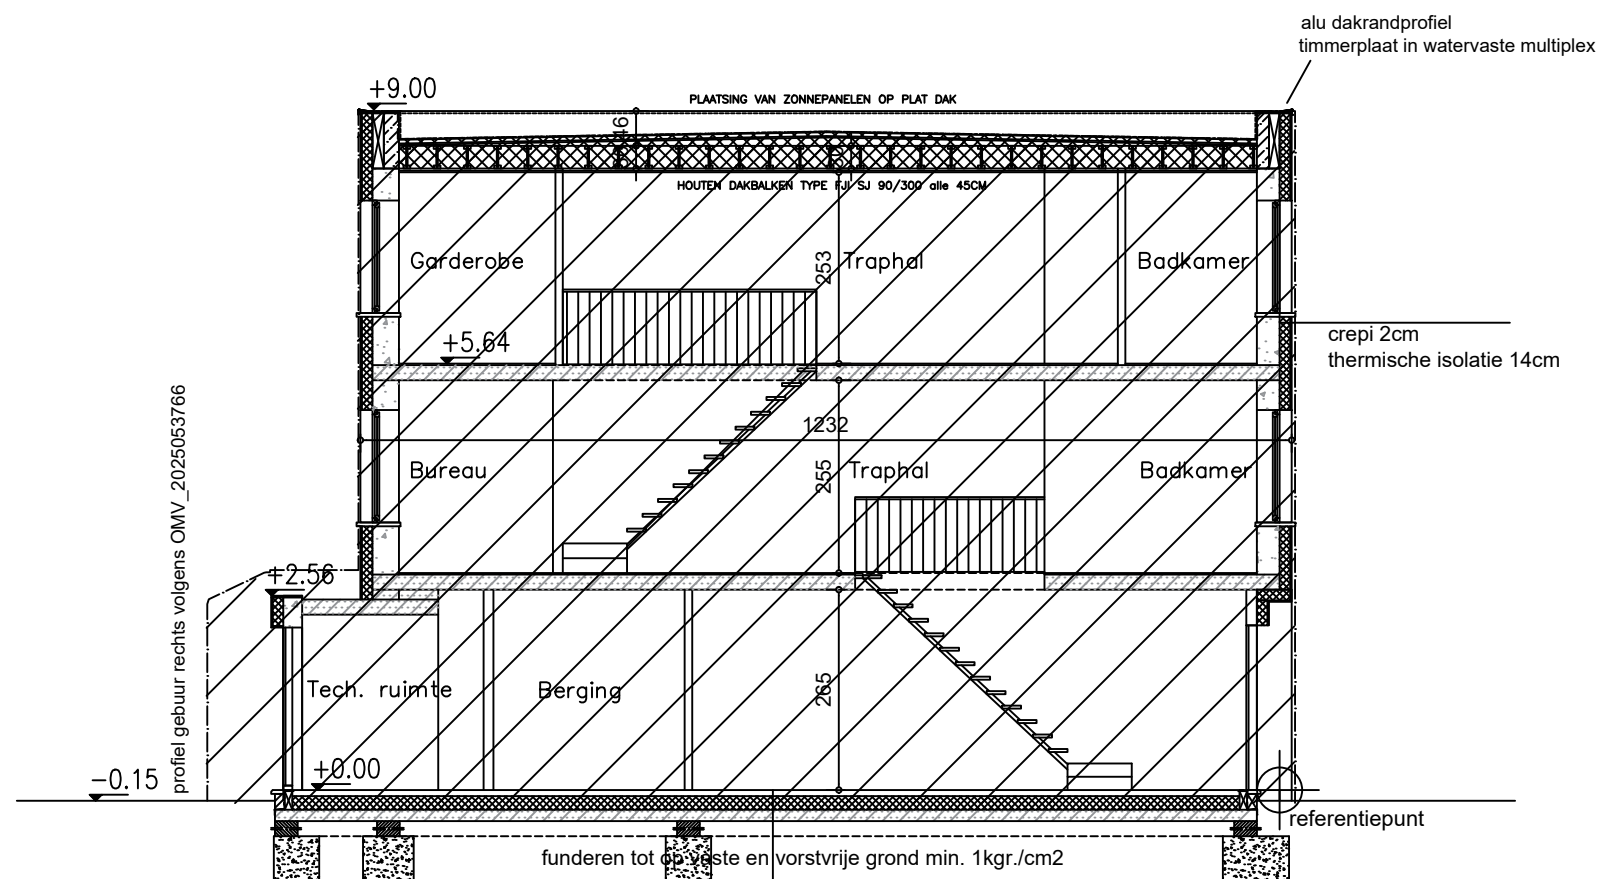 alu dakrandprofiel
timmerplaat in watervaste multiplex
+9.00
PLAATSING VAN ZONNEPANELEN OP PLAT DAK
HOUTEN DAKBALKEN TYPE FJI SJ 90/300 alle 45CM
Garderobe
253
Traphal
Badkamer
+5.64
crepi 2cm
thermische isolatie 14cm
1232
Bureau
255
Traphal
Badkamer
profiel gebuur rechts volgens OMV_2025053766
+2.56
Tech. ruimte
Berging
265
+0.00
-0.15
referentiepunt
funderen tot op vaste en vorstvrije grond min. 1kgr./cm2